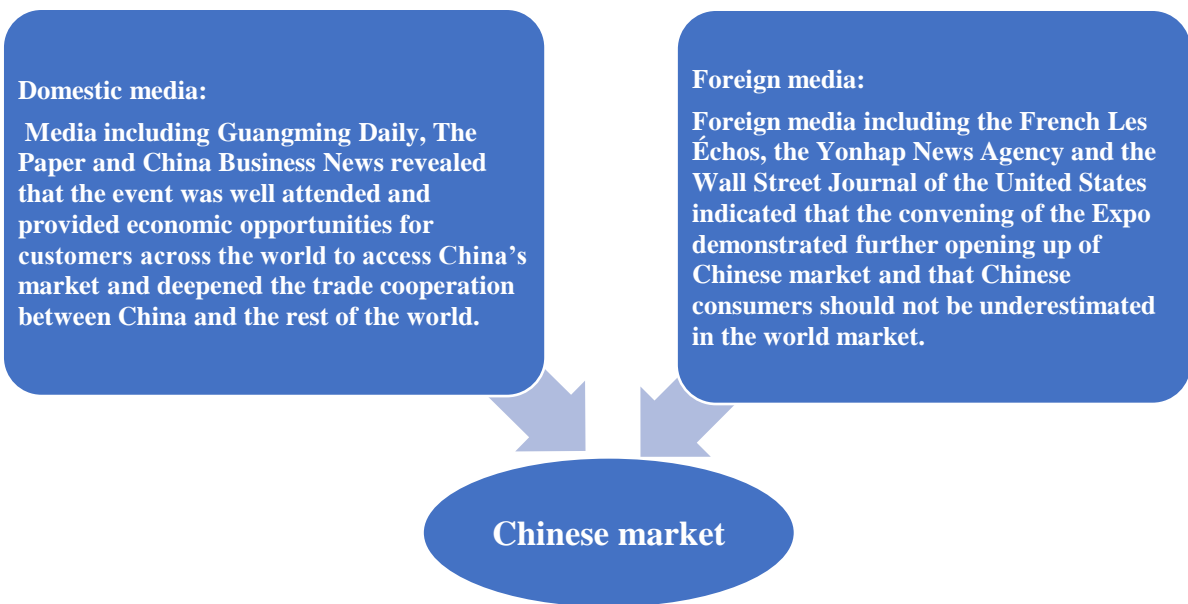 Domestic media:
Media including Guangming Daily, The
Paper and China Business News revealed
that the event was well attended and
provided economic opportunities for
customers across the world to access China’s
market and deepened the trade cooperation
between China and the rest of the world.
Foreign media:
Foreign media including the French Les
Échos, the Yonhap News Agency and the
Wall Street Journal of the United States
indicated that the convening of the Expo
demonstrated further opening up of
Chinese market and that Chinese
consumers should not be underestimated
in the world market.
Chinese market